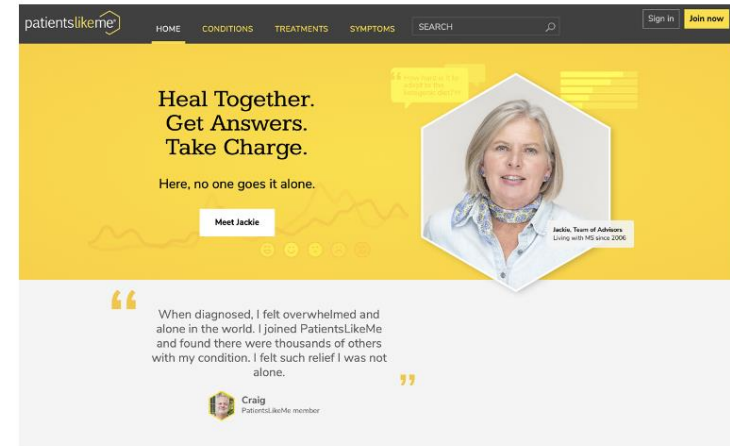 patientslikeme®
HOME CONDITIONS TREATMENTS SYMPTOMS SEARCH Sign in Join now
Heal Together.
Get Answers.
Take Charge.
Here, no one goes it alone.
Meet Jackie
Jackie, Team of Advisors
Living with MS since 2006
“
When diagnosed, I felt overwhelmed and
alone in the world. I joined PatientsLikeMe
and found there were thousands of others
with my condition. I felt such relief I was not
alone.
”
Craig
PatientsLikeMe member